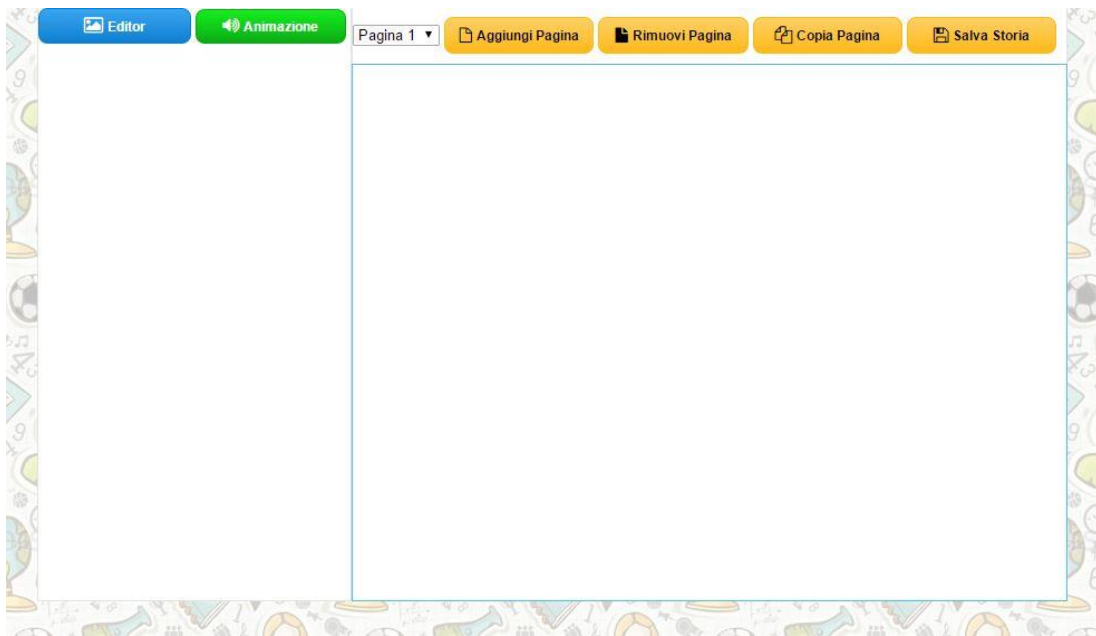 Editor
Animazione
Pagina 1
Aggiungi Pagina
Rimuovi Pagina
Copia Pagina
Salva Storia